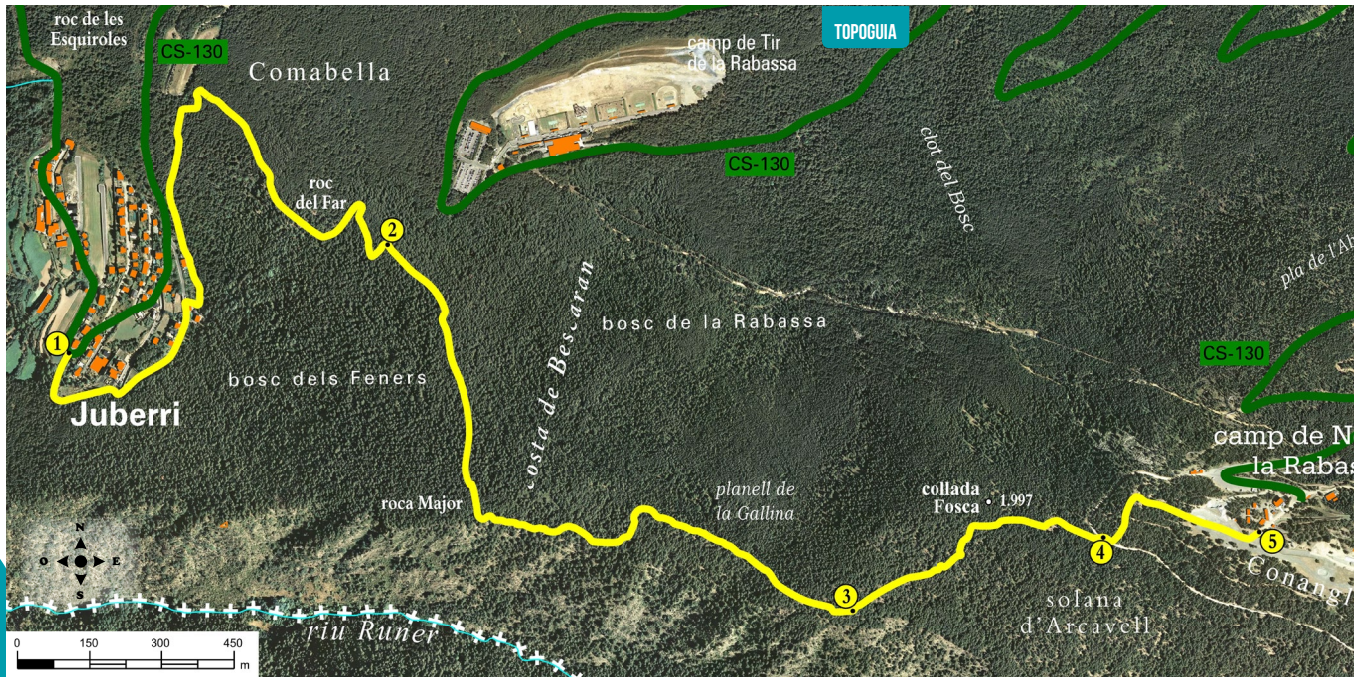 roc de les
Esquiroles
CS-130
Comabella
TOPOGUIA
camp de Tir
de la Rabassa
CS-130
clot del Bosc
roc
del Far
2
pla de l'Ab
Costa de Bescaran
bosc de la Rabassa
1
CS-130
bosc dels Feners
Juberri
camp de N
la Rabas
roca Major
planell de
la Gallina
collada
Fosca
1.997
4
5
Conangl
3
solana
d'Arcavell
N
O
E
S
riu Runer
0 150 300 450
m